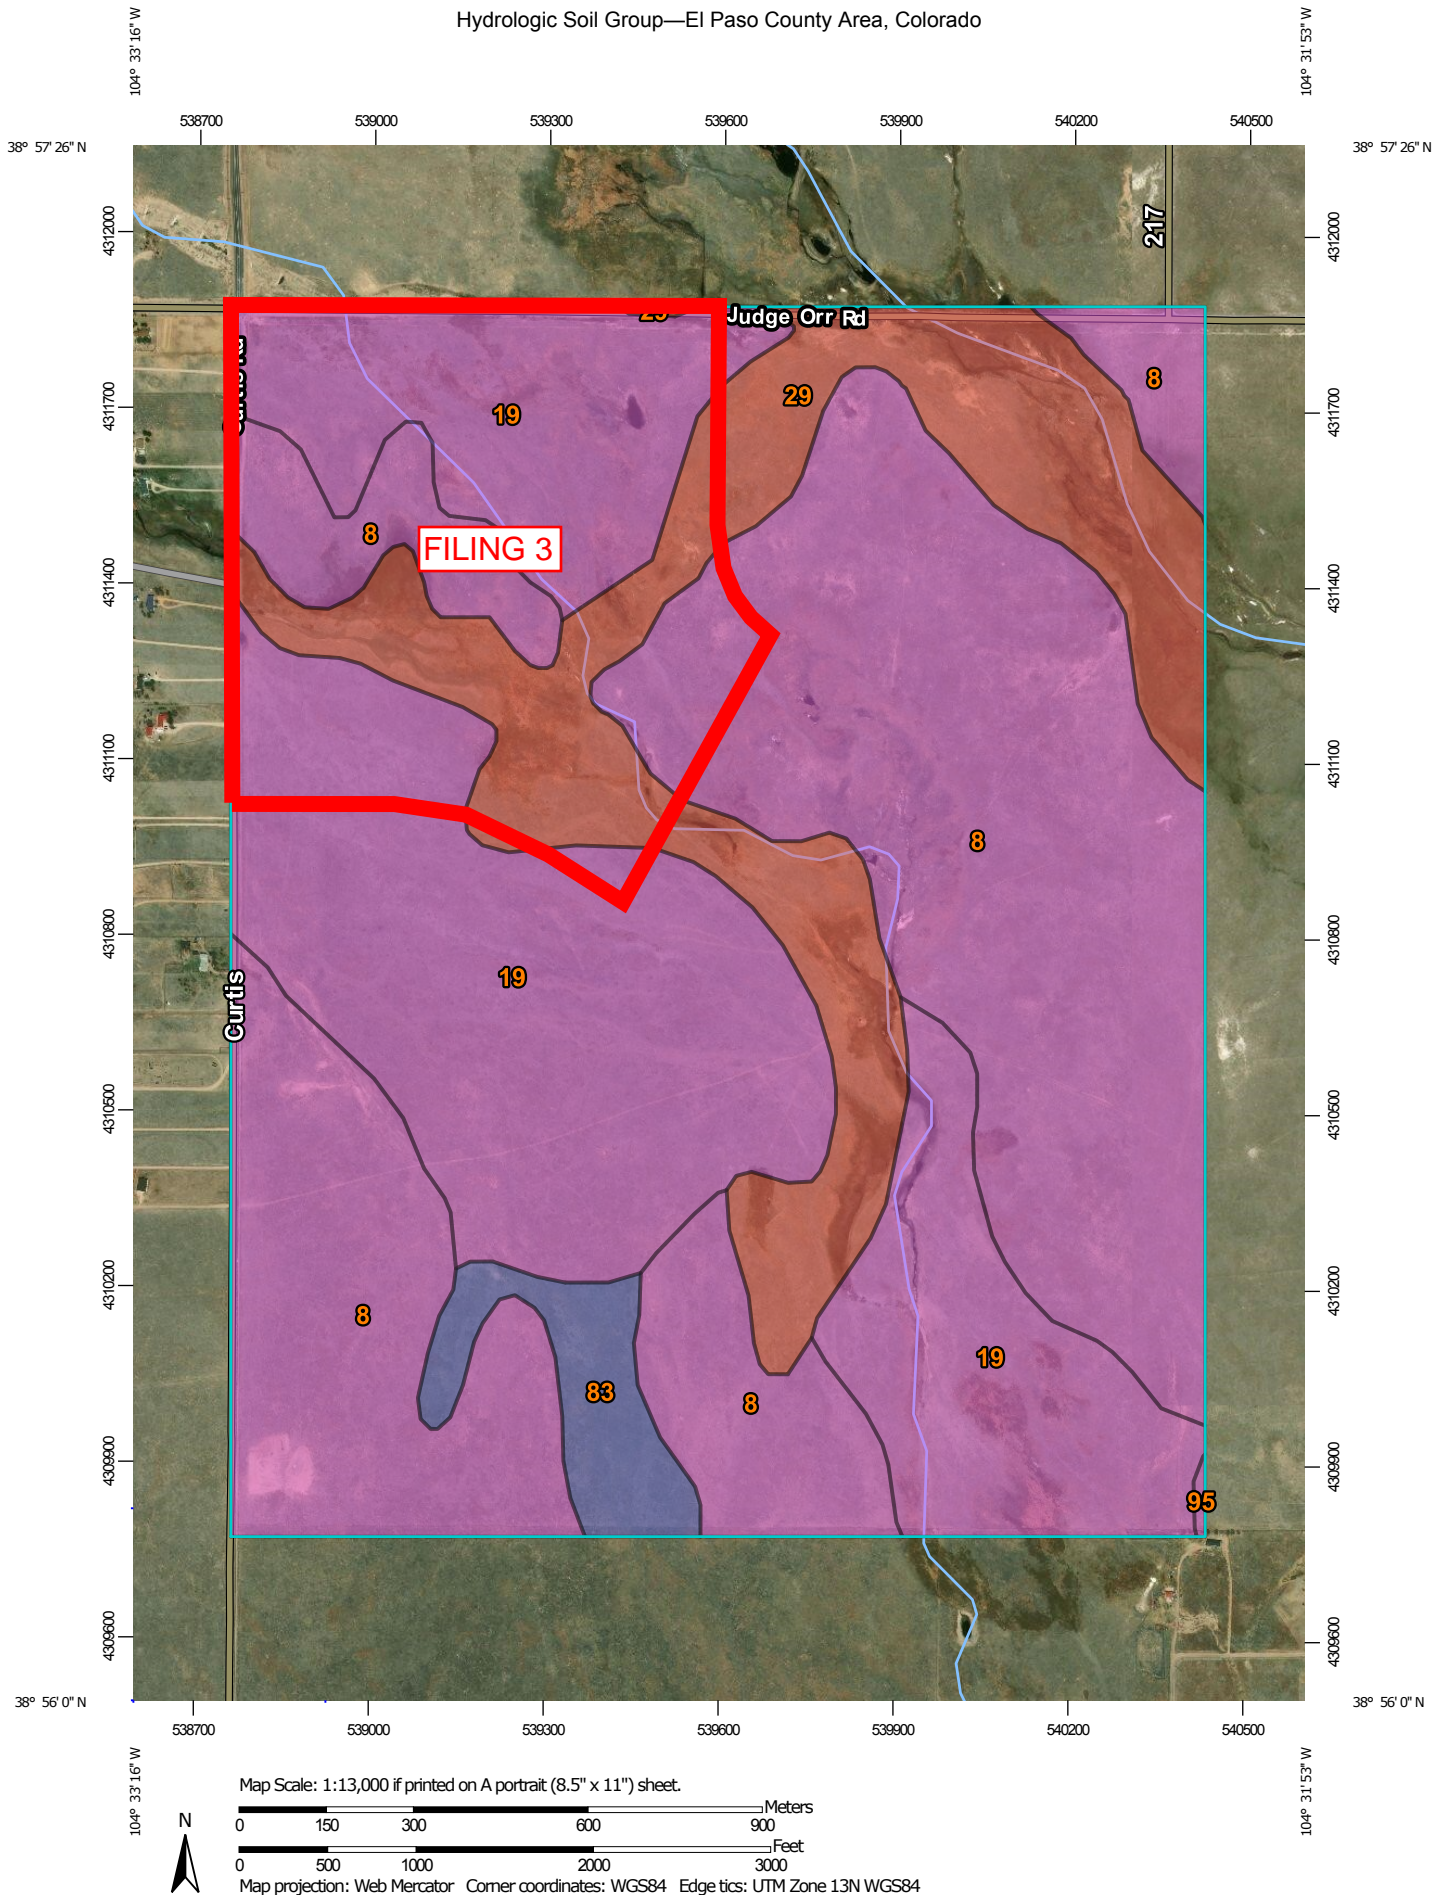 Hydrologic Soil Group—El Paso County Area, Colorado
104° 33' 16" W
104° 31' 53" W
538700 539000 539300 539600 539900 540200 540500
38° 57' 26" N
38° 57' 26" N
4312000
4312000
217
29
Judge Orr Rd
Curtis Rd
8
29
19
4311700
4311700
8
FILING 3
4311400
4311400
4311100
4311100
8
4310800
4310800
19
Curtis
4310500
4310500
4310200
4310200
8
19
83
8
4309900
4309900
95
4309600
4309600
38° 56' 0" N
38° 56' 0" N
538700 539000 539300 539600 539900 540200 540500
104° 33' 16" W
104° 31' 53" W
Map Scale: 1:13,000 if printed on A portrait (8.5" x 11") sheet.
Meters
0 150 300 600 900
N
Feet
0 500 1000 2000 3000
Map projection: Web Mercator Corner coordinates: WGS84 Edge tics: UTM Zone 13N WGS84